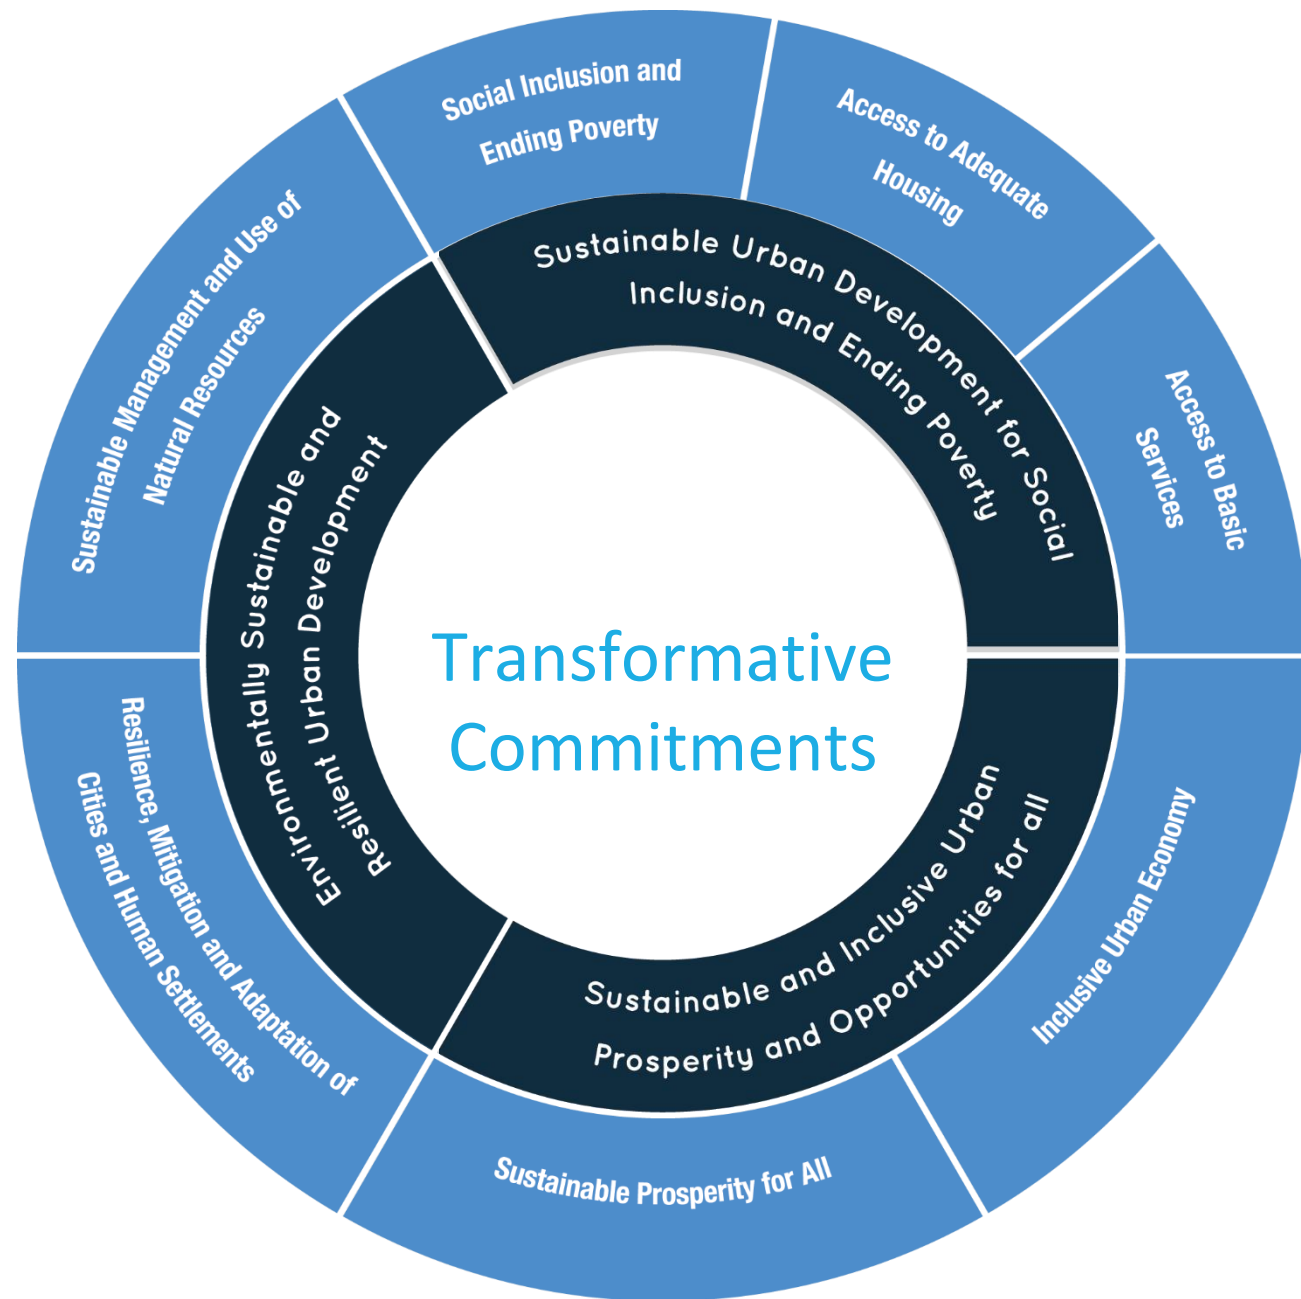 Transformative
Commitments
Sustainable Urban Development for Social
Inclusion and Ending Poverty
Social Inclusion and
Ending Poverty
Access to Adequate
Housing
Access to Basic
Services
Sustainable and Inclusive Urban
Prosperity and Opportunities for all
Inclusive Urban Economy
Sustainable Prosperity for All
Environmentally Sustainable and
Resilient Urban Development
Resilience, Mitigation and Adaptation of
Cities and Human Settlements
Sustainable Management and Use of
Natural Resources